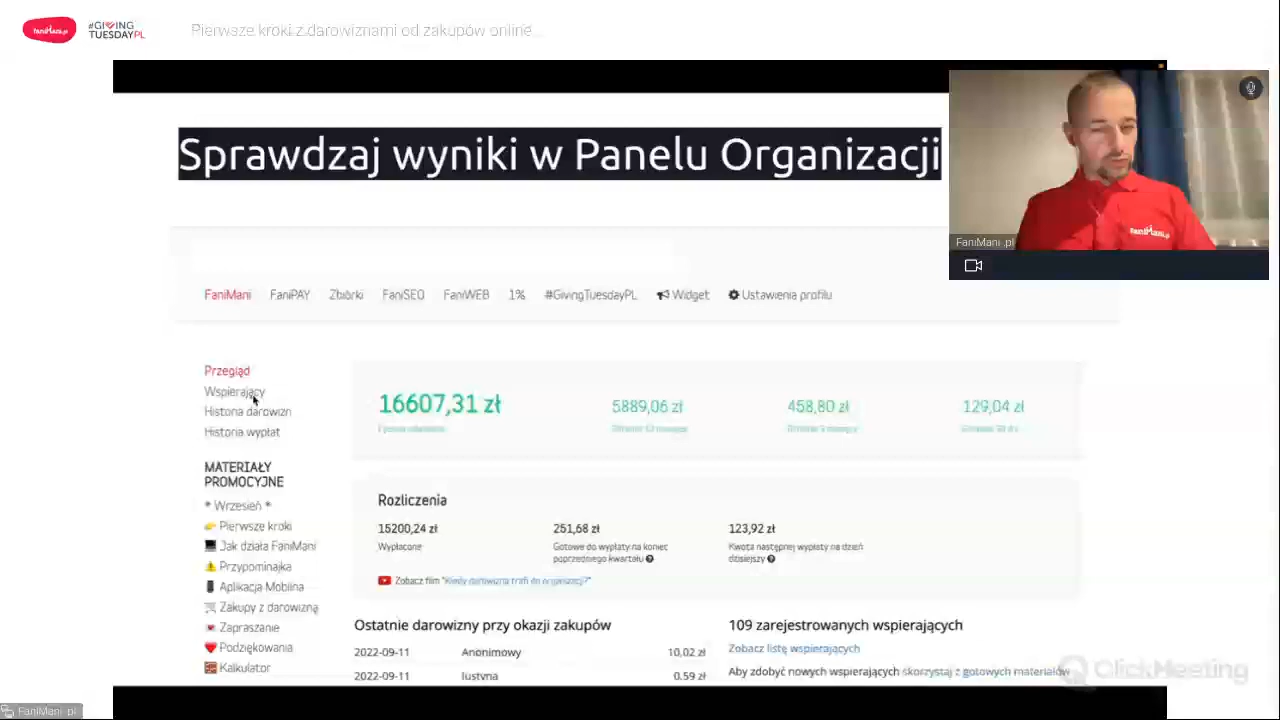 FaniMani.pl
#GIVING
TUESDAYPL
Pierwsze kroki z darowiznami od zakupów online...
Sprawdzaj wyniki w Panelu Organizacji
FaniMani.pl
FaniMani .pl
FaniMani
FaniPAY
Zbiórki
FaniSEO
FaniWEB
1%
#GivingTuesdayPL
Widget
Ustawienia profilu
Przegląd
Wspierający
Historia darowizn
Historia wypłat
MATERIAŁY
PROMOCYJNE
* Wrzesień *
Pierwsze kroki
Jak działa FaniMani
Przypominajka
Aplikacja Mobilna
Zakupy z darowizną
Zapraszanie
Podziękowania
Kalkulator
16607,31 zł
5889,06 zł
458,80 zł
129,04 zł
Rozliczenia
15200,24 zł
Wypłacone
251,68 zł
Gotowe do wypłaty na koniec
poprzedniego kwartału
123,92 zł
Kwota następnej wypłaty na dzień
dzisiejszy
Zobacz film "Kiedy darowizna trafi do organizacji?"
Ostatnie darowizny przy okazji zakupów
2022-09-11 Anonimowy 10,02 zł
2022-09-11 Iustyna 0.59 zł
109 zarejestrowanych wspierających
Zobacz listę wspierających
Aby zdobyć nowych wspierających skorzystaj z gotowych materiałów
ClickMeeting
FaniMani .pl